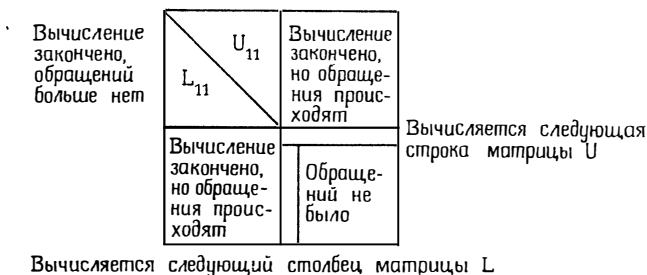 Вычисление
закончено,
обращений
больше нет
U11
L11
Вычисление
закончено,
но обраще-
ния проис-
ходят
Вычисляется следующая
строка матрицы U
Вычисление
закончено,
но обраще-
ния проис-
ходят
Обраще-
ний не
было
Вычисляется следующий столбец матрицы L